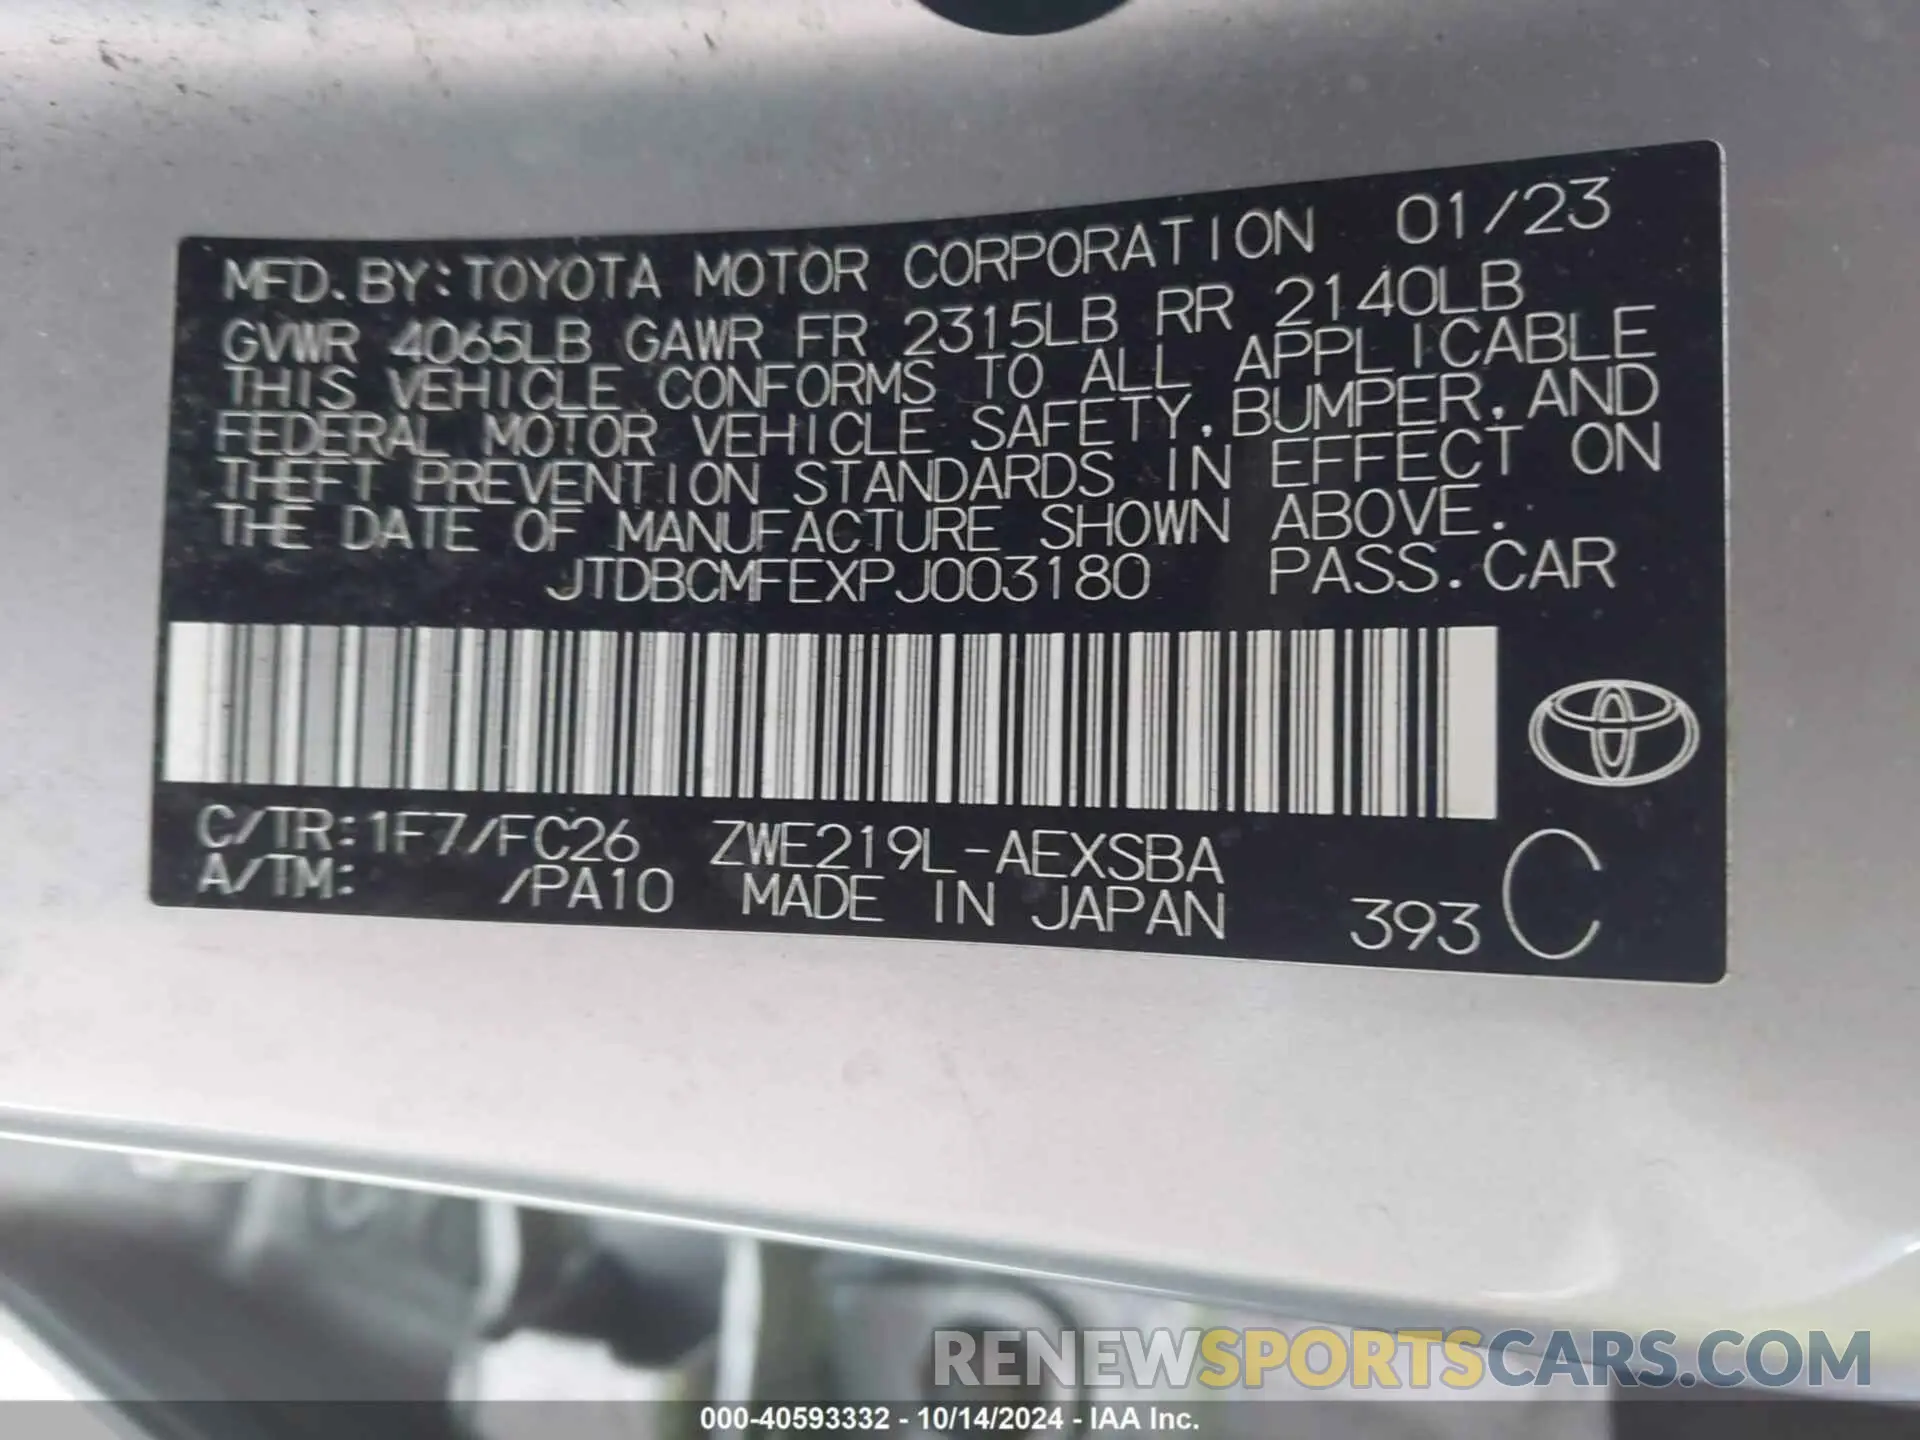 MFD. BY: TOYOTA MOTOR CORPORATION 01/23
GVWR 4065LB GAWR FR 2315LB RR 2140LB
THIS VEHICLE CONFORMS TO ALL APPLICABLE
FEDERAL MOTOR VEHICLE SAFETY, BUMPER, AND
THEFT PREVENTION STANDARDS IN EFFECT ON
THE DATE OF MANUFACTURE SHOWN ABOVE.
JTDBCMFEXPJ003180 PASS. CAR
C/TR: 1F7/FC26 ZWE219L-AEXSBA
A/TM: /PA10 MADE IN JAPAN 393 C
RENEWSPORTSCARS.COM
000-40593332 - 10/14/2024 - IAA Inc.